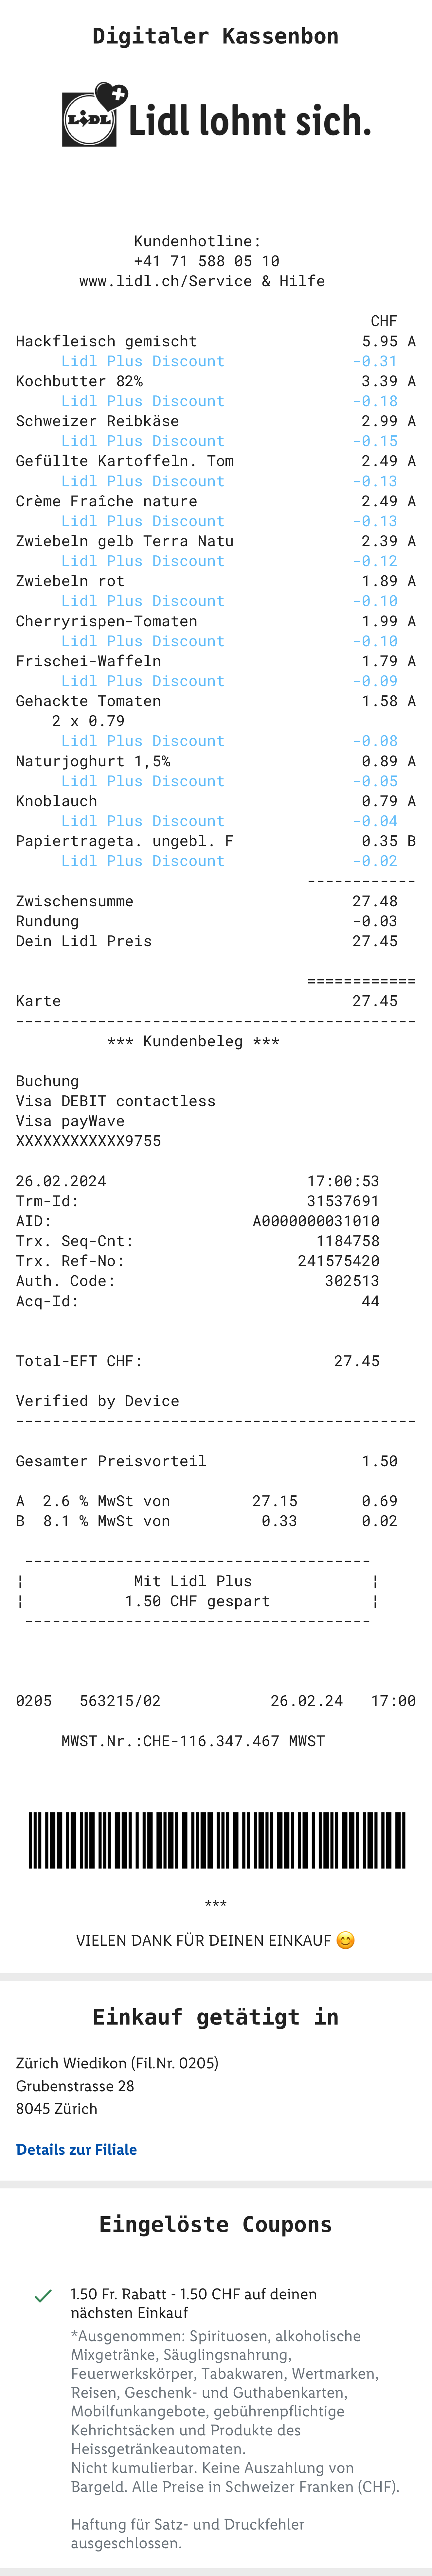 Digitaler Kassenbon
LIDL Lidl lohnt sich.
Kundenhotline:
+41 71 588 05 10
www.lidl.ch/Service & Hilfe
CHF
Hackfleisch gemischt 5.95 A
Lidl Plus Discount -0.31
Kochbutter 82% 3.39 A
Lidl Plus Discount -0.18
Schweizer Reibkäse 2.99 A
Lidl Plus Discount -0.15
Gefüllte Kartoffeln. Tom 2.49 A
Lidl Plus Discount -0.13
Crème Fraîche nature 2.49 A
Lidl Plus Discount -0.13
Zwiebeln gelb Terra Natu 2.39 A
Lidl Plus Discount -0.12
Zwiebeln rot 1.89 A
Lidl Plus Discount -0.10
Cherryrispen-Tomaten 1.99 A
Lidl Plus Discount -0.10
Frischei-Waffeln 1.79 A
Lidl Plus Discount -0.09
Gehackte Tomaten 1.58 A
2 x 0.79
Lidl Plus Discount -0.08
Naturjoghurt 1,5% 0.89 A
Lidl Plus Discount -0.05
Knoblauch 0.79 A
Lidl Plus Discount -0.04
Papiertrageta. ungebl. F 0.35 B
Lidl Plus Discount -0.02
------------
Zwischensumme 27.48
Rundung -0.03
Dein Lidl Preis 27.45
============
Karte 27.45
--------------------------------------------
*** Kundenbeleg ***
Buchung
Visa DEBIT contactless
Visa payWave
XXXXXXXXXXXX9755
26.02.2024 17:00:53
Trm-Id: 31537691
AID: A0000000031010
Trx. Seq-Cnt: 1184758
Trx. Ref-No: 241575420
Auth. Code: 302513
Acq-Id: 44
Total-EFT CHF: 27.45
Verified by Device
--------------------------------------------
Gesamter Preisvorteil 1.50
A 2.6 % MwSt von 27.15 0.69
B 8.1 % MwSt von 0.33 0.02
--------------------------------------
¦ Mit Lidl Plus ¦
¦ 1.50 CHF gespart ¦
--------------------------------------
0205 563215/02 26.02.24 17:00
MWST.Nr.:CHE-116.347.467 MWST
***
VIELEN DANK FÜR DEINEN EINKAUF 😊
Einkauf getätigt in
Zürich Wiedikon (Fil.Nr. 0205)
Grubenstrasse 28
8045 Zürich
Details zur Filiale
Eingelöste Coupons
1.50 Fr. Rabatt - 1.50 CHF auf deinen
nächsten Einkauf
*Ausgenommen: Spirituosen, alkoholische
Mixgetränke, Säuglingsnahrung,
Feuerwerkskörper, Tabakwaren, Wertmarken,
Reisen, Geschenk- und Guthabenkarten,
Mobilfunkangebote, gebührenpflichtige
Kehrichtsäcken und Produkte des
Heissgetränkeautomaten.
Nicht kumulierbar. Keine Auszahlung von
Bargeld. Alle Preise in Schweizer Franken (CHF).
Haftung für Satz- und Druckfehler
ausgeschlossen.